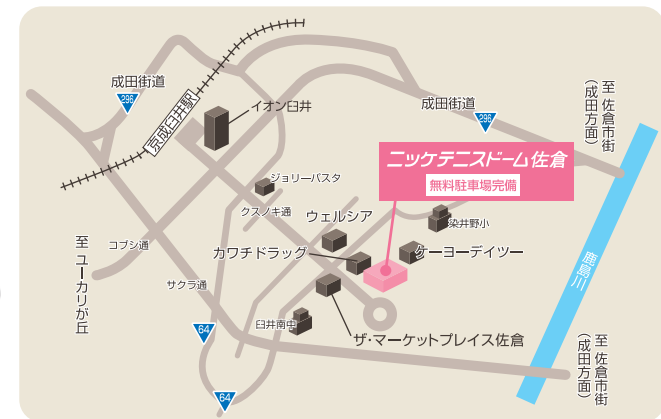 成田街道
296
京成臼井駅
イオン臼井
成田街道
296
至 佐倉市街
(成田方面)
ニッケテニスドーム佐倉
無料駐車場完備
ジョリーパスタ
クスノキ通
ウェルシア
染井野小
コブシ通
至 ユーカリが丘
カワチドラッグ
ケーヨーデイツー
鹿島川
サクラ通
64
臼井南中
ザ・マーケットプレイス佐倉
至 佐倉市街
(成田方面)
64